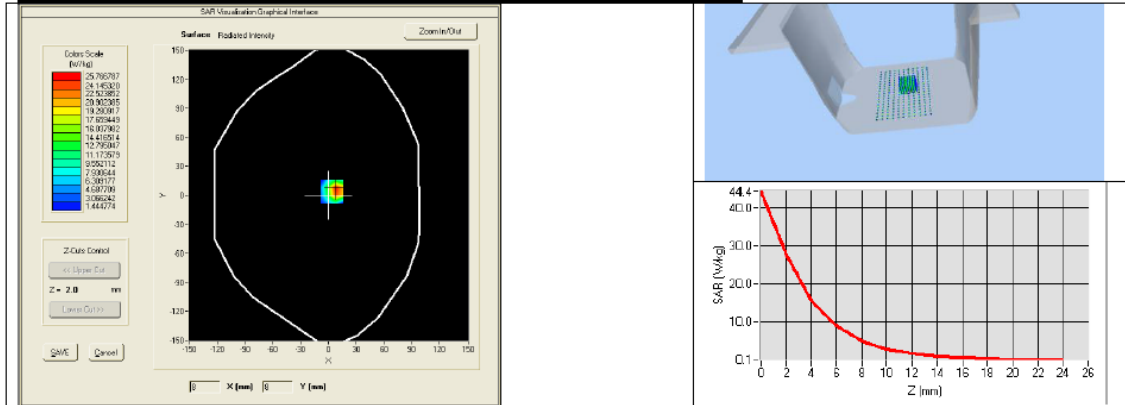 SAR Visualisation Graphical Interface
Surface Radiated Intensity
Zoom In/Out
Colors Scale
(W/kg)
25.766787
24.145320
22.523852
20.902385
19.280917
17.659449
16.037982
14.416514
12.795047
11.173579
9.552112
7.930644
6.309177
4.687709
3.066242
1.444774
Z-Cuts Control
<< Upper Cut
Z = 2.0 mm
Lower Cut >>
SAVE Cancel
Y
150
120
90
60
30
0
-30
-60
-90
-120
-150
-150 -120 -90 -60 -30 0 30 60 90 120 150
X
8 X (mm) 8 Y (mm)
SAR (W/kg)
44.4
40.0
30.0
20.0
10.0
0.1
0 2 4 6 8 10 12 14 16 18 20 22 24 26
Z (mm)